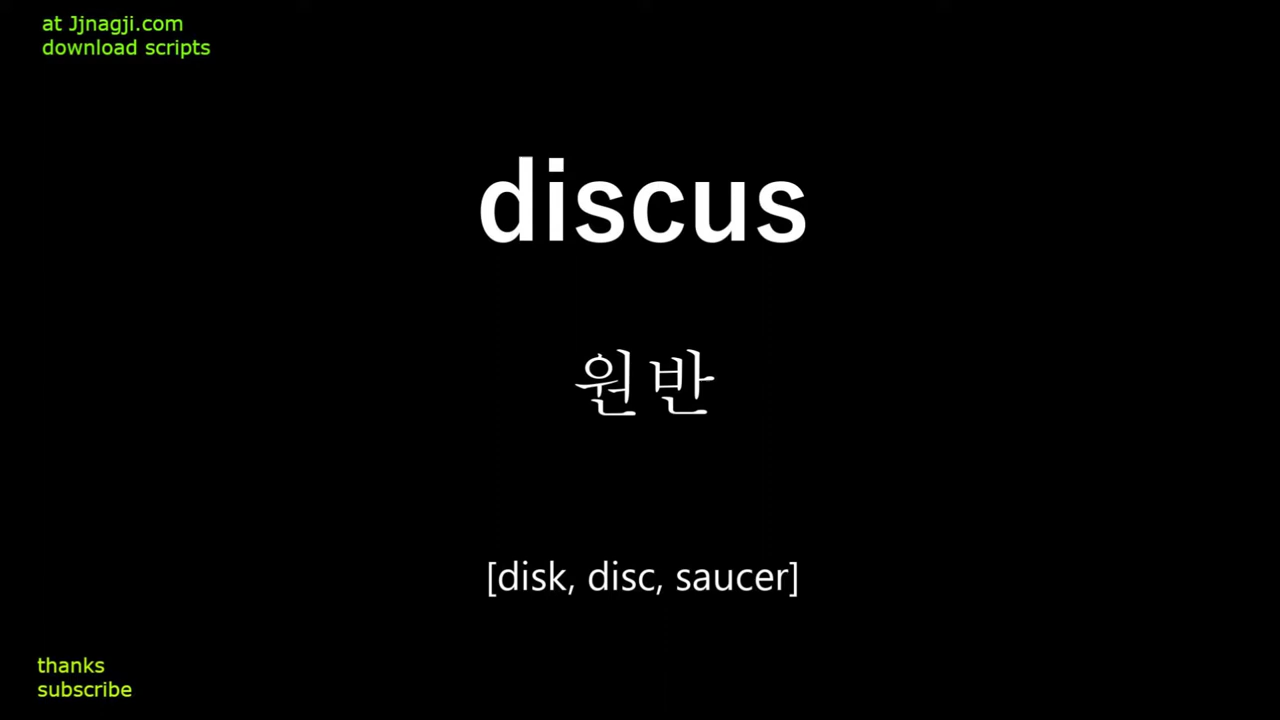 at Jjnagji.com
download scripts
discus
원반
[disk, disc, saucer]
thanks
subscribe